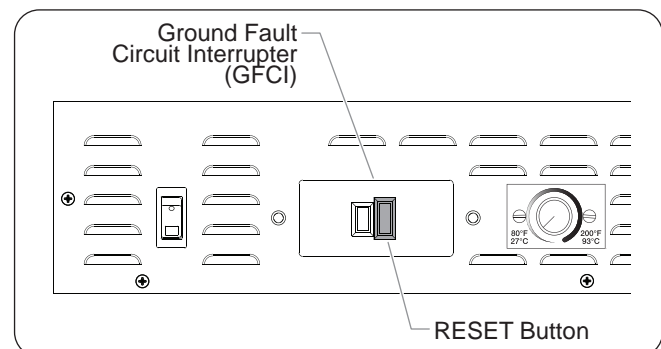 Ground Fault
Circuit Interrupter
(GFCI)
80°F
27°C
200°F
93°C
RESET Button